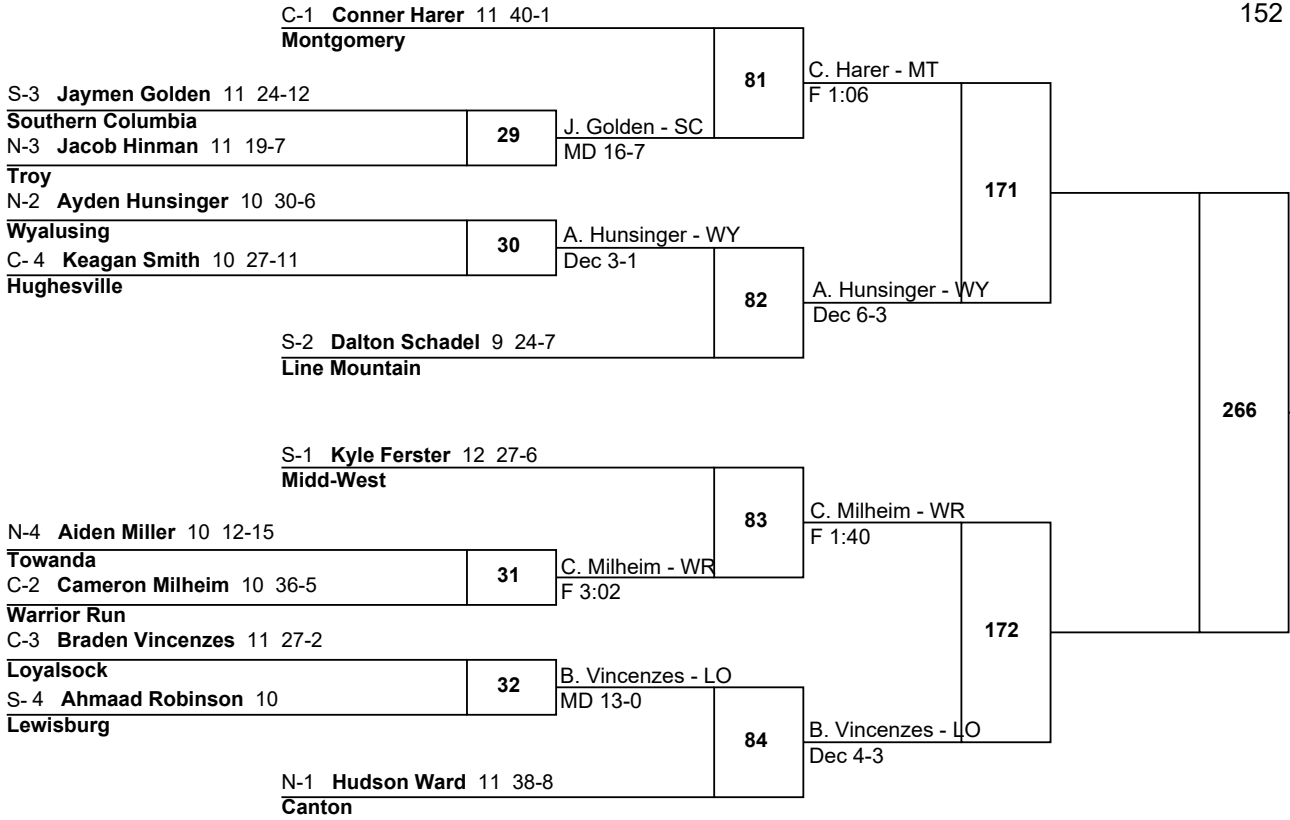 152
C-1 Conner Harer 11 40-1
Montgomery
81
C. Harer - MT
F 1:06
S-3 Jaymen Golden 11 24-12
Southern Columbia
29
J. Golden - SC
MD 16-7
N-3 Jacob Hinman 11 19-7
Troy
171
N-2 Ayden Hunsinger 10 30-6
Wyalusing
30
A. Hunsinger - WY
Dec 3-1
C- 4 Keagan Smith 10 27-11
Hughesville
82
A. Hunsinger - WY
Dec 6-3
S-2 Dalton Schadel 9 24-7
Line Mountain
266
S-1 Kyle Ferster 12 27-6
Midd-West
83
C. Milheim - WR
F 1:40
N-4 Aiden Miller 10 12-15
Towanda
31
C. Milheim - WR
F 3:02
C-2 Cameron Milheim 10 36-5
Warrior Run
172
C-3 Braden Vincenzes 11 27-2
Loyalsock
32
B. Vincenzes - LO
MD 13-0
S- 4 Ahmaad Robinson 10
Lewisburg
84
B. Vincenzes - LO
Dec 4-3
N-1 Hudson Ward 11 38-8
Canton